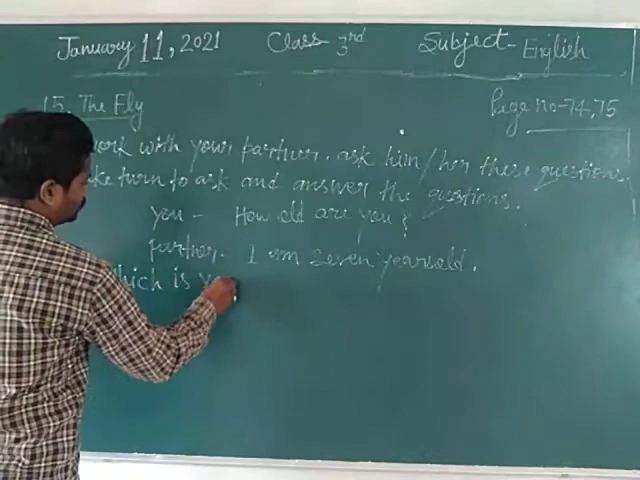 January 11, 2021 Class 3rd Subject - English
15. The Fly Page No-74,75
work with your partner. ask him/her these questions.
ke turn to ask and answer the questions.
you - How old are you?
partner. I am seven years old.
hich is y